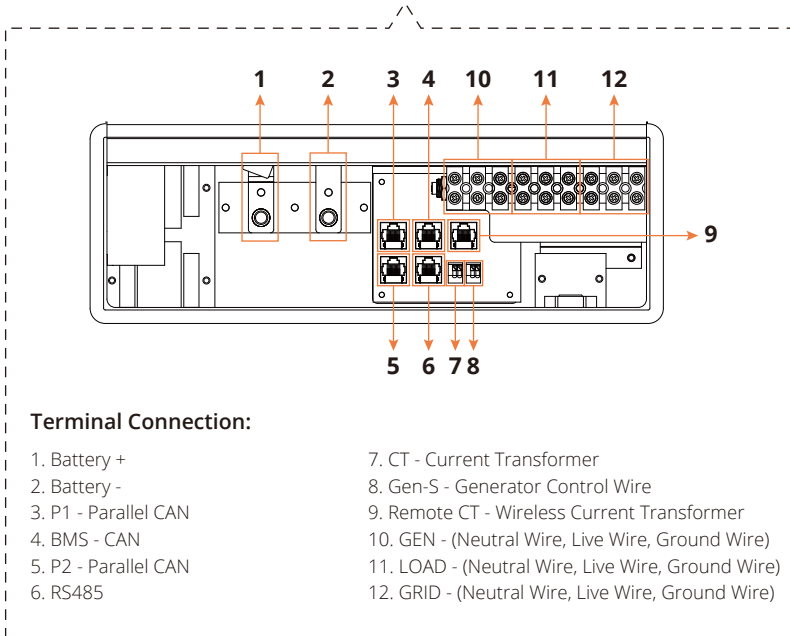 1 2 3 4 10 11 12
9
5 6 7 8
Terminal Connection:
1. Battery +
2. Battery -
3. P1 - Parallel CAN
4. BMS - CAN
5. P2 - Parallel CAN
6. RS485
7. CT - Current Transformer
8. Gen-S - Generator Control Wire
9. Remote CT - Wireless Current Transformer
10. GEN - (Neutral Wire, Live Wire, Ground Wire)
11. LOAD - (Neutral Wire, Live Wire, Ground Wire)
12. GRID - (Neutral Wire, Live Wire, Ground Wire)